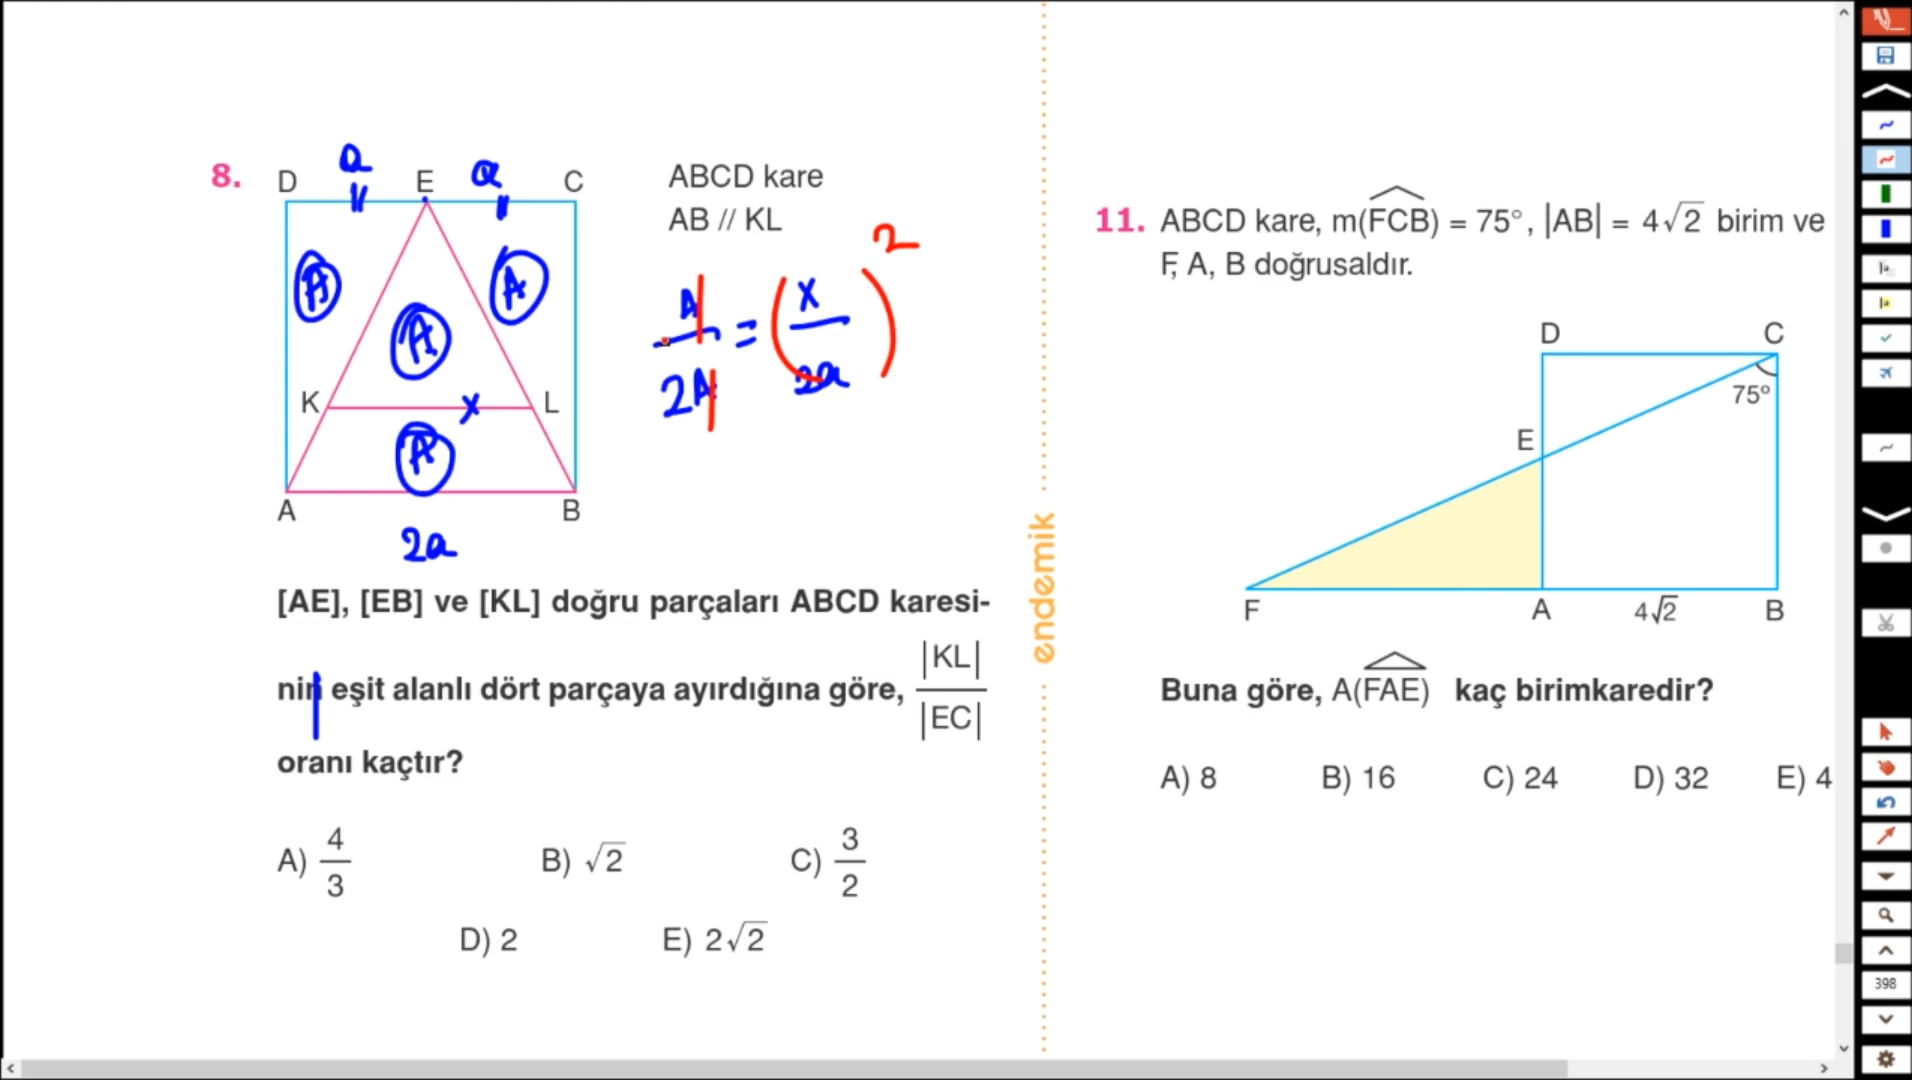 8.
a
a
D
E
C
A
A
A
K
x
L
A
A
B
2a
ABCD kare
AB // KL
A/2A = (x/2a)²
[AE], [EB] ve [KL] doğru parçaları ABCD karesi-
nin eşit alanlı dört parçaya ayırdığına göre, |KL|/|EC|
oranı kaçtır?
A) 4/3 B) √2 C) 3/2
D) 2 E) 2√2
endemik
11. ABCD kare, m(FCB) = 75°, |AB| = 4√2 birim ve
F, A, B doğrusaldır.
D
C
75°
E
F
A
4√2
B
Buna göre, A(FAE) kaç birimkaredir?
A) 8 B) 16 C) 24 D) 32 E) 4
398